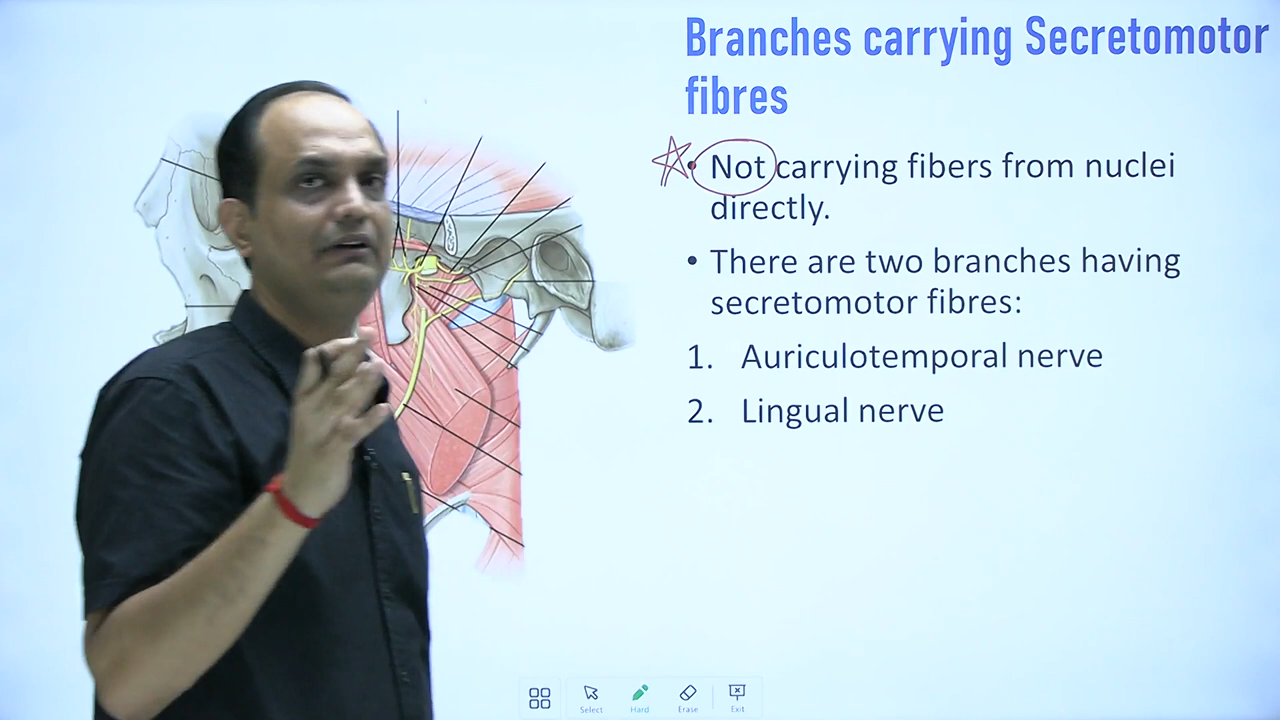 Branches carrying Secretomotor
fibres
• Not carrying fibers from nuclei
directly.
• There are two branches having
secretomotor fibres:
1. Auriculotemporal nerve
2. Lingual nerve
Select
Hard
Erase
Exit